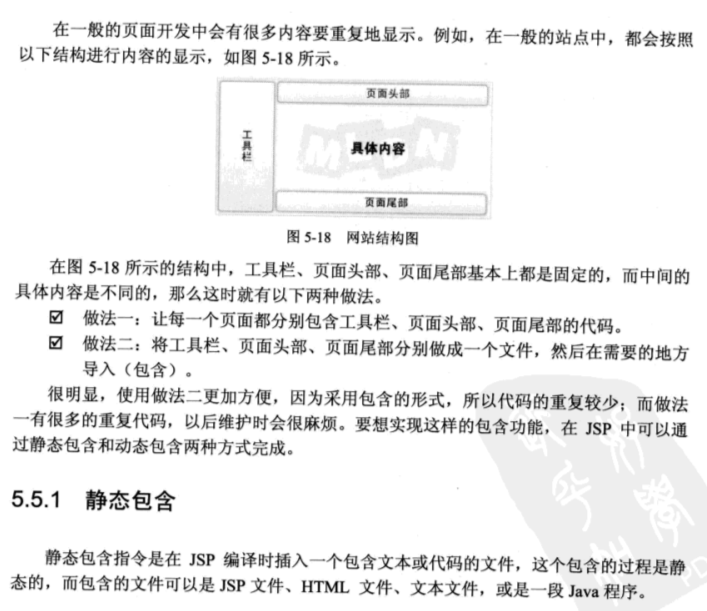 在一般的页面开发中会有很多内容要重复地显示。例如，在一般的站点中，都会按照
以下结构进行内容的显示，如图 5-18 所示。
页面头部
工具栏
MLDN
具体内容
页面尾部
图 5-18 网站结构图
在图 5-18 所示的结构中，工具栏、页面头部、页面尾部基本上都是固定的，而中间的
具体内容是不同的，那么这时就有以下两种做法。
☑ 做法一：让每一个页面都分别包含工具栏、页面头部、页面尾部的代码。
☑ 做法二：将工具栏、页面头部、页面尾部分别做成一个文件，然后在需要的地方
导入（包含）。
很明显，使用做法二更加方便，因为采用包含的形式，所以代码的重复较少；而做法
一有很多的重复代码，以后维护时会很麻烦。要想实现这样的包含功能，在 JSP 中可以通
过静态包含和动态包含两种方式完成。
5.5.1 静态包含
静态包含指令是在 JSP 编译时插入一个包含文本或代码的文件，这个包含的过程是静
态的，而包含的文件可以是 JSP 文件、HTML 文件、文本文件，或是一段 Java 程序。
PD